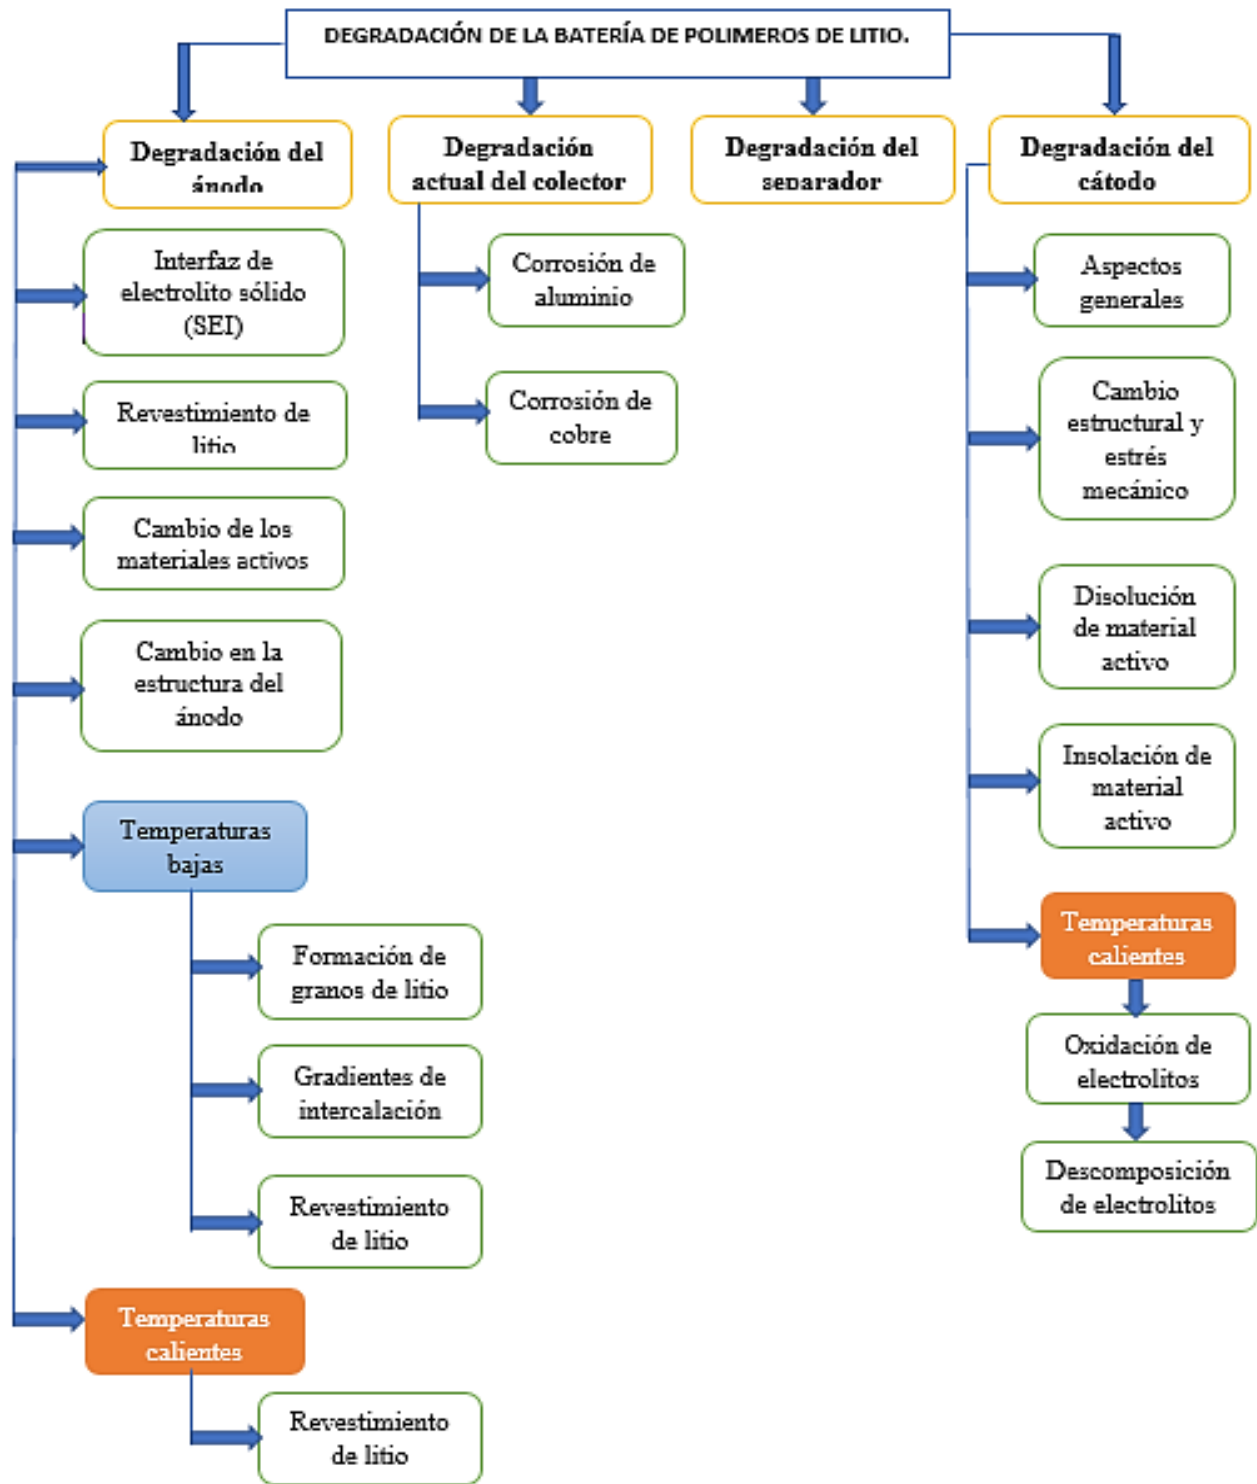 DEGRADACIÓN DE LA BATERÍA DE POLIMEROS DE LITIO.
Degradación del
ánodo
Interfaz de
electrolito sólido
(SEI)
Revestimiento de
litio
Cambio de los
materiales activos
Cambio en la
estructura del
ánodo
Temperaturas
bajas
Formación de
granos de litio
Gradientes de
intercalación
Revestimiento
de litio
Temperaturas
calientes
Revestimiento
de litio
Degradación
actual del colector
Corrosión de
aluminio
Corrosión de
cobre
Degradación del
separador
Degradación del
cátodo
Aspectos
generales
Cambio
estructural y
estrés
mecánico
Disolución
de material
activo
Insolación de
material
activo
Temperaturas
calientes
Oxidación de
electrolitos
Descomposición
de electrolitos